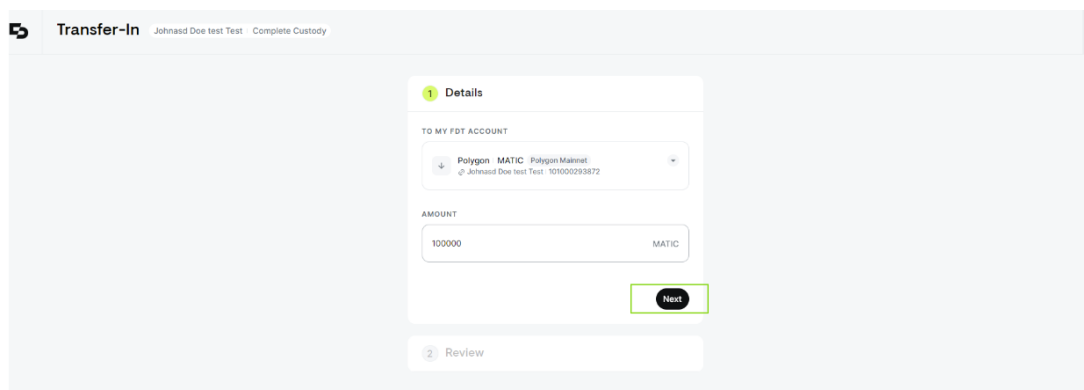 Transfer-In Johnasd Doe test Test Complete Custody
1 Details
TO MY FDT ACCOUNT
Polygon MATIC Polygon Mainnet
Johnasd Doe test Test 101000293872
AMOUNT
100000 MATIC
Next
2 Review